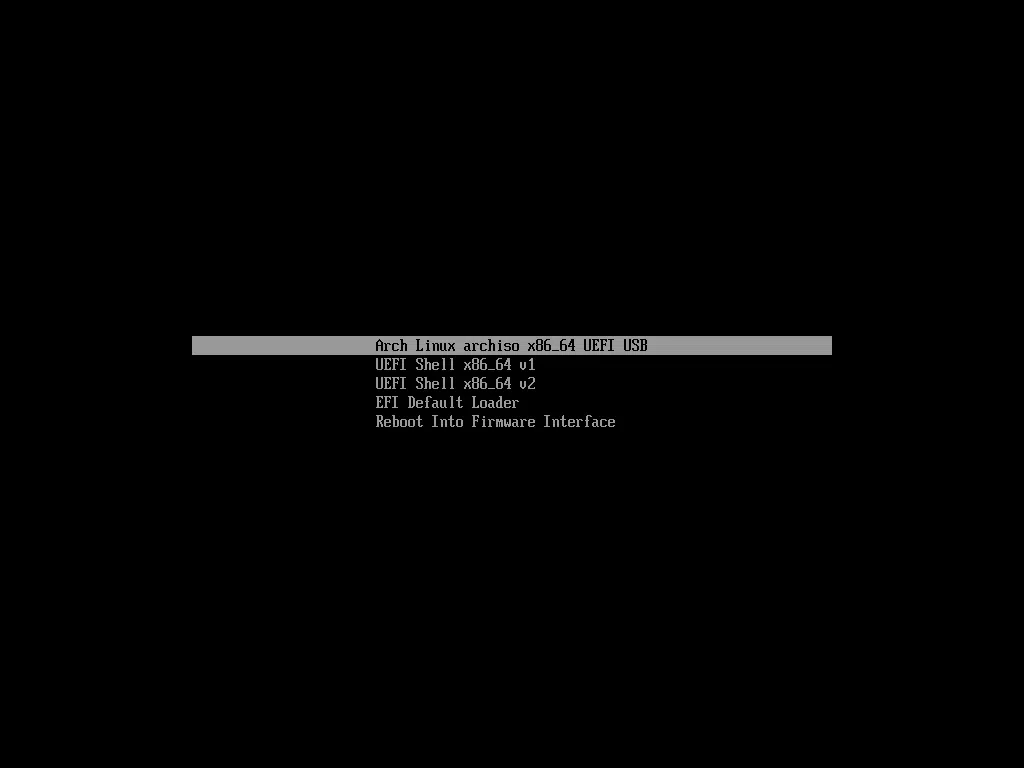 Arch Linux archiso x86_64 UEFI USB
UEFI Shell x86_64 v1
UEFI Shell x86_64 v2
EFI Default Loader
Reboot Into Firmware Interface